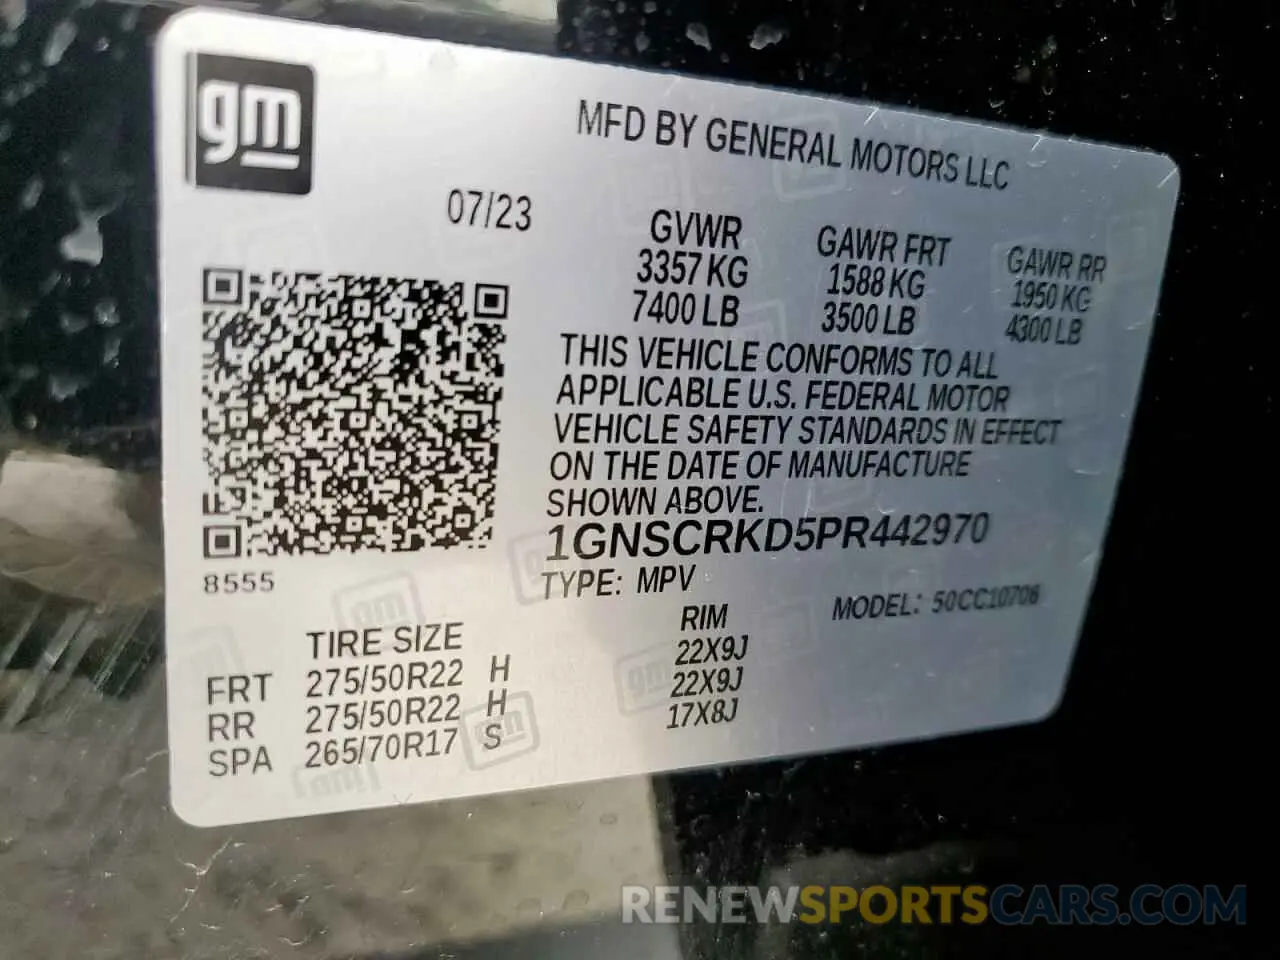 gm
MFD BY GENERAL MOTORS LLC
07/23
GVWR GAWR FRT GAWR RR
3357 KG 1588 KG 1950 KG
7400 LB 3500 LB 4300 LB
THIS VEHICLE CONFORMS TO ALL
APPLICABLE U.S. FEDERAL MOTOR
VEHICLE SAFETY STANDARDS IN EFFECT
ON THE DATE OF MANUFACTURE
SHOWN ABOVE.
1GNSCRKD5PR442970
8555
TYPE: MPV
MODEL: 50CC10706
TIRE SIZE RIM
FRT 275/50R22 H 22X9J
RR 275/50R22 H 22X9J
SPA 265/70R17 S 17X8J
RENEWSPORTSCARS.COM